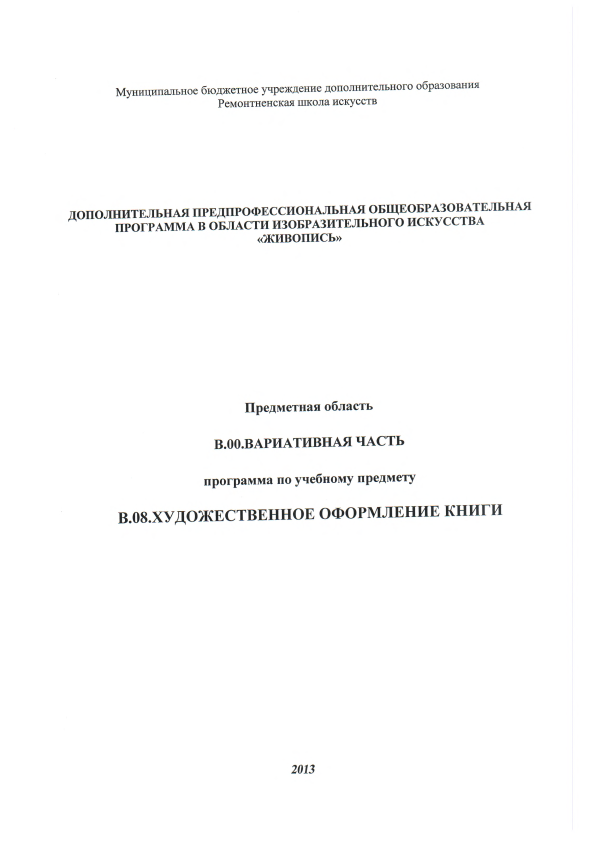 Муниципальное бюджетное учреждение дополнительного образования
Ремонтненская школа искусств
ДОПОЛНИТЕЛЬНАЯ ПРЕДПРОФЕССИОНАЛЬНАЯ ОБЩЕОБРАЗОВАТЕЛЬНАЯ
ПРОГРАММА В ОБЛАСТИ ИЗОБРАЗИТЕЛЬНОГО ИСКУССТВА
«ЖИВОПИСЬ»
Предметная область
В.00.ВАРИАТИВНАЯ ЧАСТЬ
программа по учебному предмету
В.08.ХУДОЖЕСТВЕННОЕ ОФОРМЛЕНИЕ КНИГИ
2013